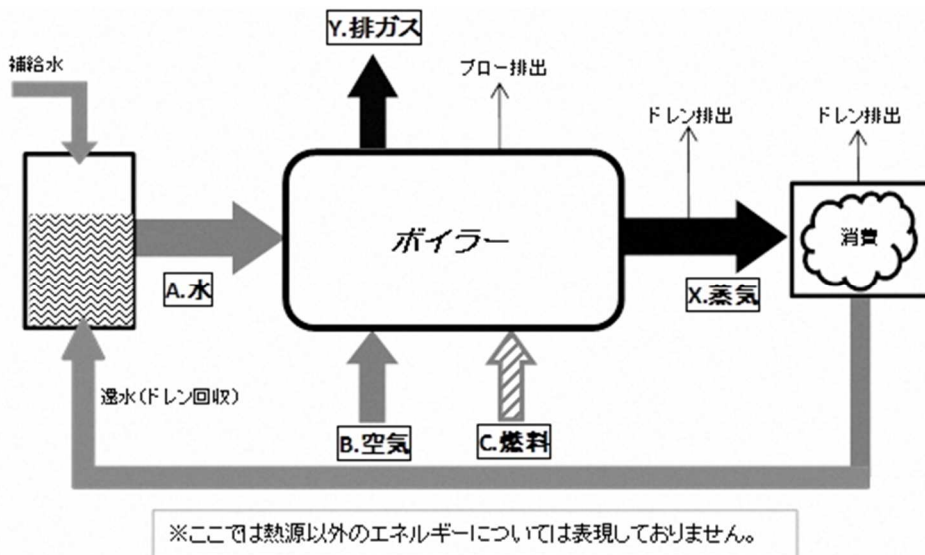 Y.排ガス
補給水
ブロー排出
ドレン排出
ドレン排出
ボイラー
消費
A.水
X.蒸気
還水(ドレン回収)
B.空気
C.燃料
※ここでは熱源以外のエネルギーについては表現しておりません。